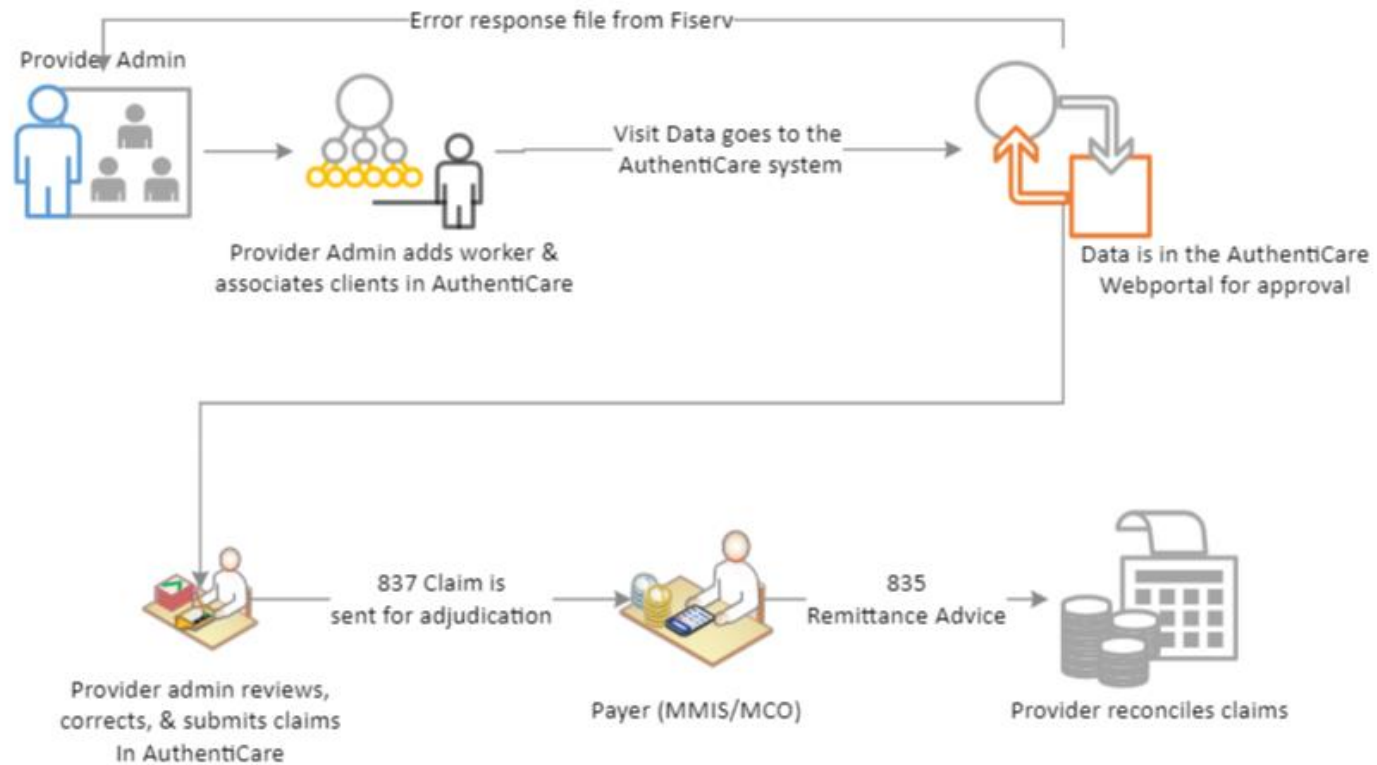 Error response file from Fiserv
Provider Admin
Visit Data goes to the
AuthentiCare system
Provider Admin adds worker &
associates clients in AuthentiCare
Data is in the AuthentiCare
Webportal for approval
837 Claim is
sent for adjudication
835
Remittance Advice
Provider admin reviews,
corrects, & submits claims
In AuthentiCare
Payer (MMIS/MCO)
Provider reconciles claims